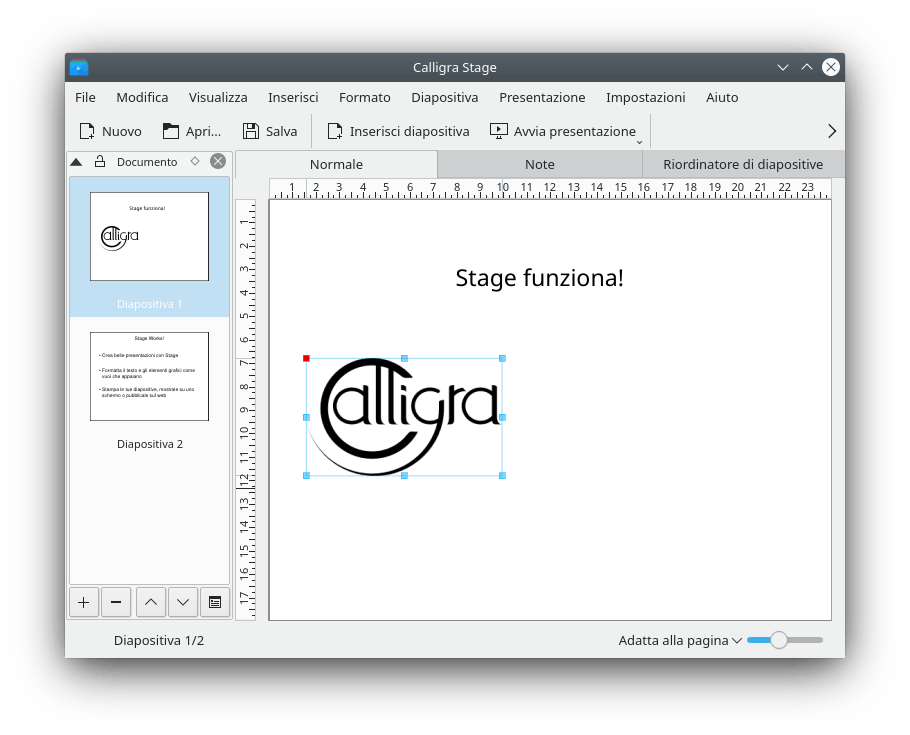 Calligra Stage
File Modifica Visualizza Inserisci Formato Diapositiva Presentazione Impostazioni Aiuto
Nuovo Apri... Salva Inserisci diapositiva Avvia presentazione
Documento
Normale Note Riordinatore di diapositive
1 2 3 4 5 6 7 8 9 10 11 12 13 14 15 16 17 18 19 20 21 22 23
Stage funziona!
Calligra
Diapositiva 1
Stage Works!
• Crea belle presentazioni con Stage
• Formatta il testo e gli elementi grafici come
vuoi che appaiano
• Stampa le tue diapositive, mostrale su uno
schermo o pubblicale sul web
Diapositiva 2
1
2
3
4
5
6
7
8
9
10
11
12
13
14
15
16
17
Stage funziona!
Calligra
Diapositiva 1/2
Adatta alla pagina